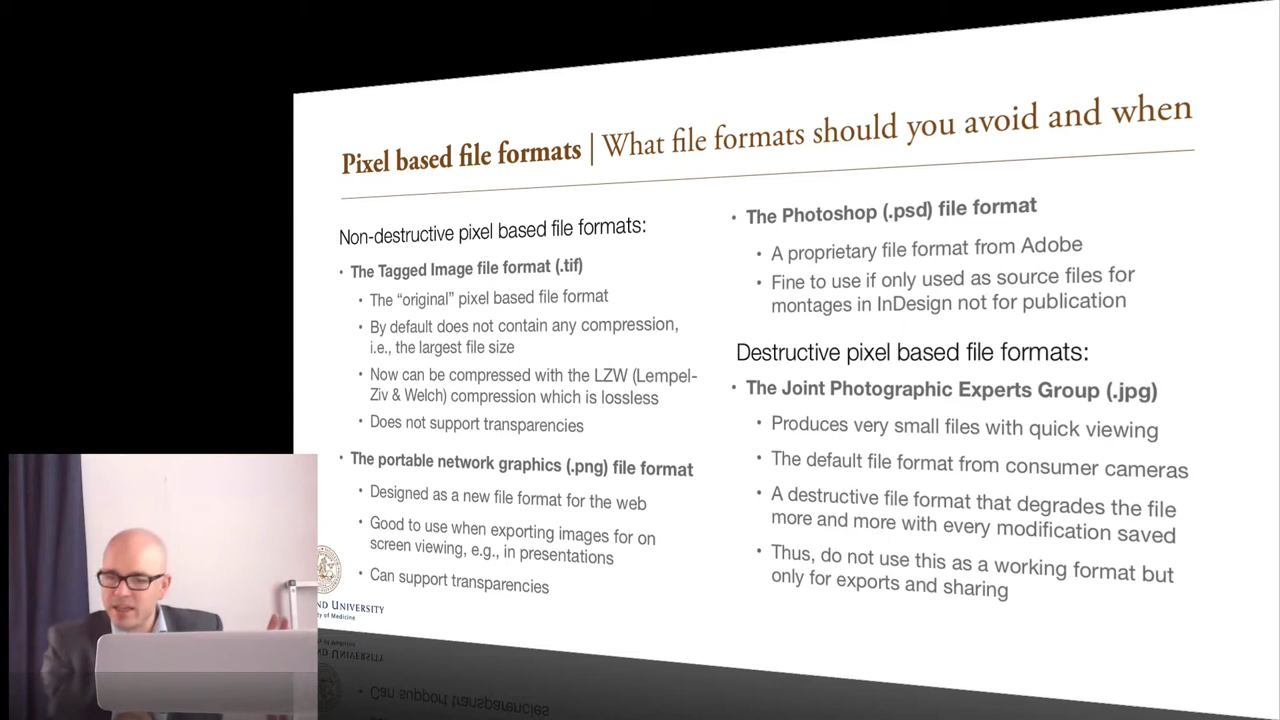 Pixel based file formats | What file formats should you avoid and when
Non-destructive pixel based file formats:
• The Tagged Image file format (.tif)
• The “original” pixel based file format
• By default does not contain any compression,
i.e., the largest file size
• Now can be compressed with the LZW (Lempel-
Ziv & Welch) compression which is lossless
• Does not support transparencies
• The portable network graphics (.png) file format
• Designed as a new file format for the web
• Good to use when exporting images for on
screen viewing, e.g., in presentations
• Can support transparencies
• The Photoshop (.psd) file format
• A proprietary file format from Adobe
• Fine to use if only used as source files for
montages in InDesign not for publication
Destructive pixel based file formats:
• The Joint Photographic Experts Group (.jpg)
• Produces very small files with quick viewing
• The default file format from consumer cameras
• A destructive file format that degrades the file
more and more with every modification saved
• Thus, do not use this as a working format but
only for exports and sharing
ND UNIVERSITY
ty of Medicine